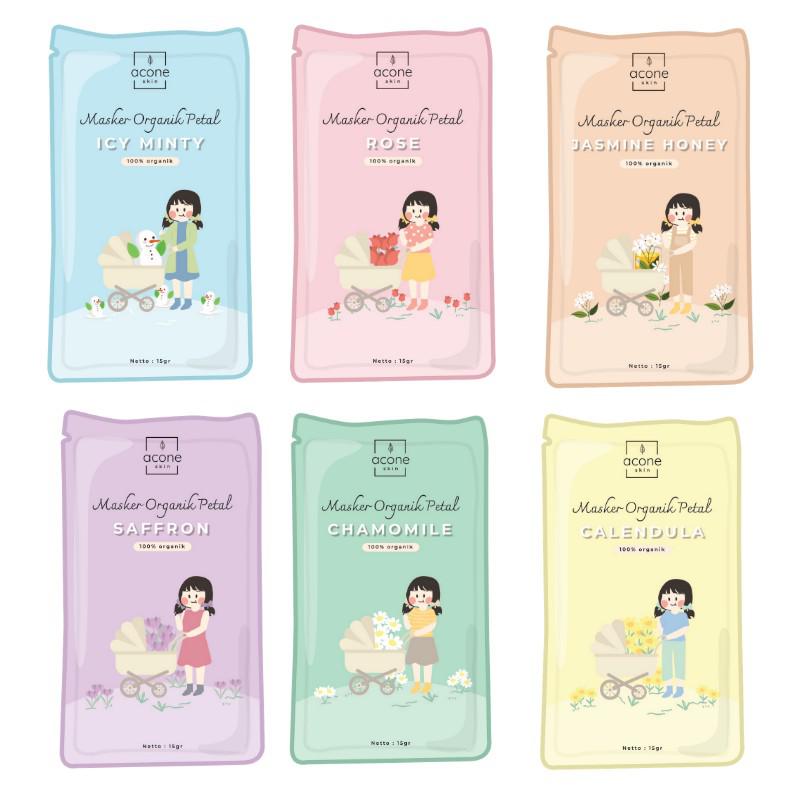 acone
skin
Masker Organik Petal
ICY MINTY
100% organik
Netto : 15gr
acone
skin
Masker Organik Petal
ROSE
100% organik
Netto : 15gr
acone
skin
Masker Organik Petal
JASMINE HONEY
100% organik
Netto : 15gr
acone
skin
Masker Organik Petal
SAFFRON
100% organik
Netto : 15gr
acone
skin
Masker Organik Petal
CHAMOMILE
100% organik
Netto : 15gr
acone
skin
Masker Organik Petal
CALENDULA
100% organik
Netto : 15gr